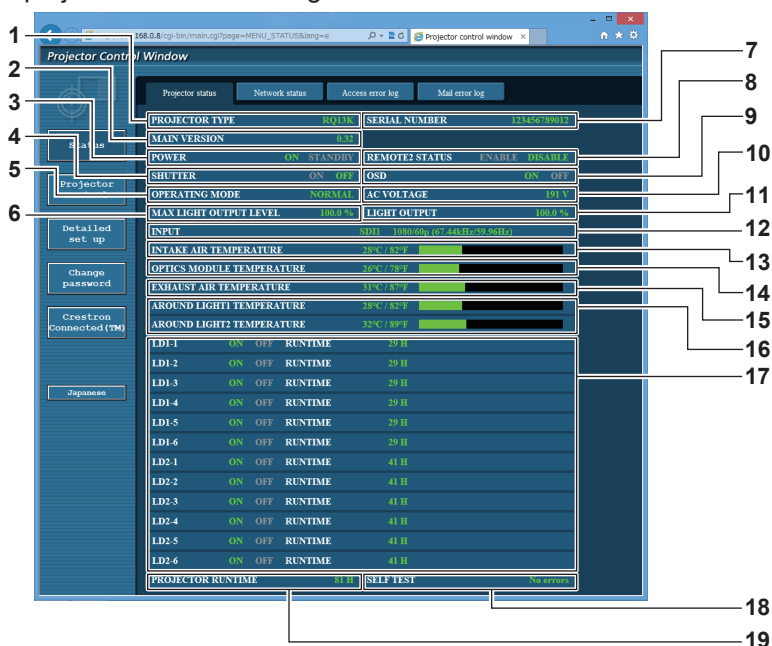 168.0.8/cgi-bin/main.cgi?page=MENU_STATUS&lang=e
Projector control window
Projector Control Window
Projector status Network status Access error log Mail error log
PROJECTOR TYPE RQ13K SERIAL NUMBER 123456789012
MAIN VERSION 0.32
POWER ON STANDBY REMOTE2 STATUS ENABLE DISABLE
SHUTTER ON OFF OSD ON OFF
OPERATING MODE NORMAL AC VOLTAGE 191 V
MAX LIGHT OUTPUT LEVEL 100.0 % LIGHT OUTPUT 100.0 %
INPUT SDI1 1080/60p (67.44kHz/59.96Hz)
INTAKE AIR TEMPERATURE 28°C / 82°F
OPTICS MODULE TEMPERATURE 26°C / 78°F
EXHAUST AIR TEMPERATURE 31°C / 87°F
AROUND LIGHT1 TEMPERATURE 28°C / 82°F
AROUND LIGHT2 TEMPERATURE 32°C / 89°F
LD1-1 ON OFF RUNTIME 29 H
LD1-2 ON OFF RUNTIME 29 H
LD1-3 ON OFF RUNTIME 29 H
LD1-4 ON OFF RUNTIME 29 H
LD1-5 ON OFF RUNTIME 29 H
LD1-6 ON OFF RUNTIME 29 H
LD2-1 ON OFF RUNTIME 41 H
LD2-2 ON OFF RUNTIME 41 H
LD2-3 ON OFF RUNTIME 41 H
LD2-4 ON OFF RUNTIME 41 H
LD2-5 ON OFF RUNTIME 41 H
LD2-6 ON OFF RUNTIME 41 H
PROJECTOR RUNTIME 81 H SELF TEST No errors
Status
Projector
Detailed
set up
Change
password
Crestron
Connected(TM)
Japanese
1
2
3
4
5
6
7
8
9
10
11
12
13
14
15
16
17
18
19